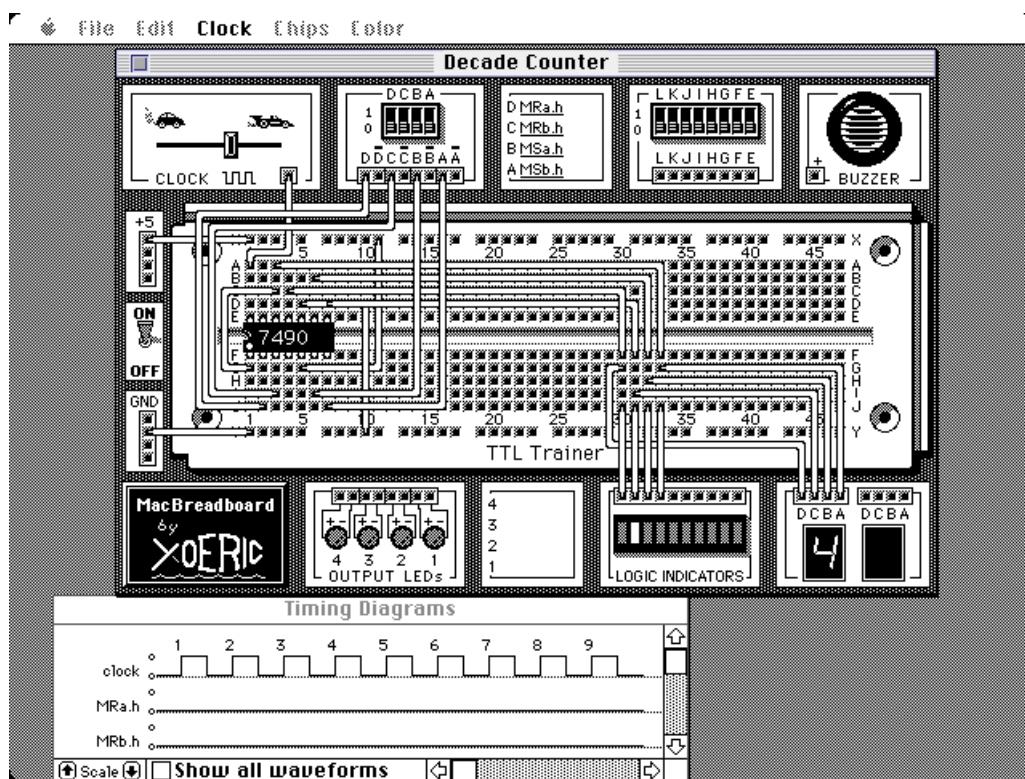 File Edit Clock Chips Color
Decade Counter
CLOCK
DCBA
1
0
D D C C B B A A
D MRa.h
C MRb.h
B MSa.h
A MSb.h
L K J I H G F E
1
0
L K J I H G F E
+
BUZZER
+5
ON
OFF
GND
X
5 10 15 20 25 30 35 40 45
A
B
C
D
E
7490
F
G
H
I
J
1 5 10 15 20 25 30 35 40 45
Y
TTL Trainer
MacBreadboard
by
YOERIC
+- +- +- +-
4 3 2 1
OUTPUT LEDs
4
3
2
1
LOGIC INDICATORS
DCBA DCBA
4
Timing Diagrams
1 2 3 4 5 6 7 8 9
clock
MRa.h
MRb.h
Scale
Show all waveforms